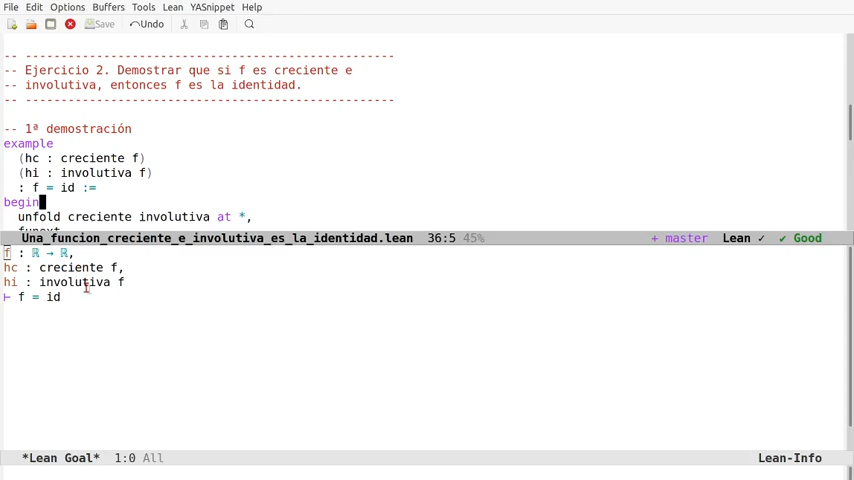 File Edit Options Buffers Tools Lean YASnippet Help
Save Undo
-- ----------------------------------------------------
-- Ejercicio 2. Demostrar que si f es creciente e
-- involutiva, entonces f es la identidad.
-- ----------------------------------------------------
-- 1ª demostración
example
(hc : creciente f)
(hi : involutiva f)
: f = id :=
begin
unfold creciente involutiva at *,
funext
Una_funcion_creciente_e_involutiva_es_la_identidad.lean 36:5 45% + master Lean ✓ ✔ Good
f : ℝ → ℝ,
hc : creciente f,
hi : involutiva f
⊢ f = id
*Lean Goal* 1:0 All Lean-Info